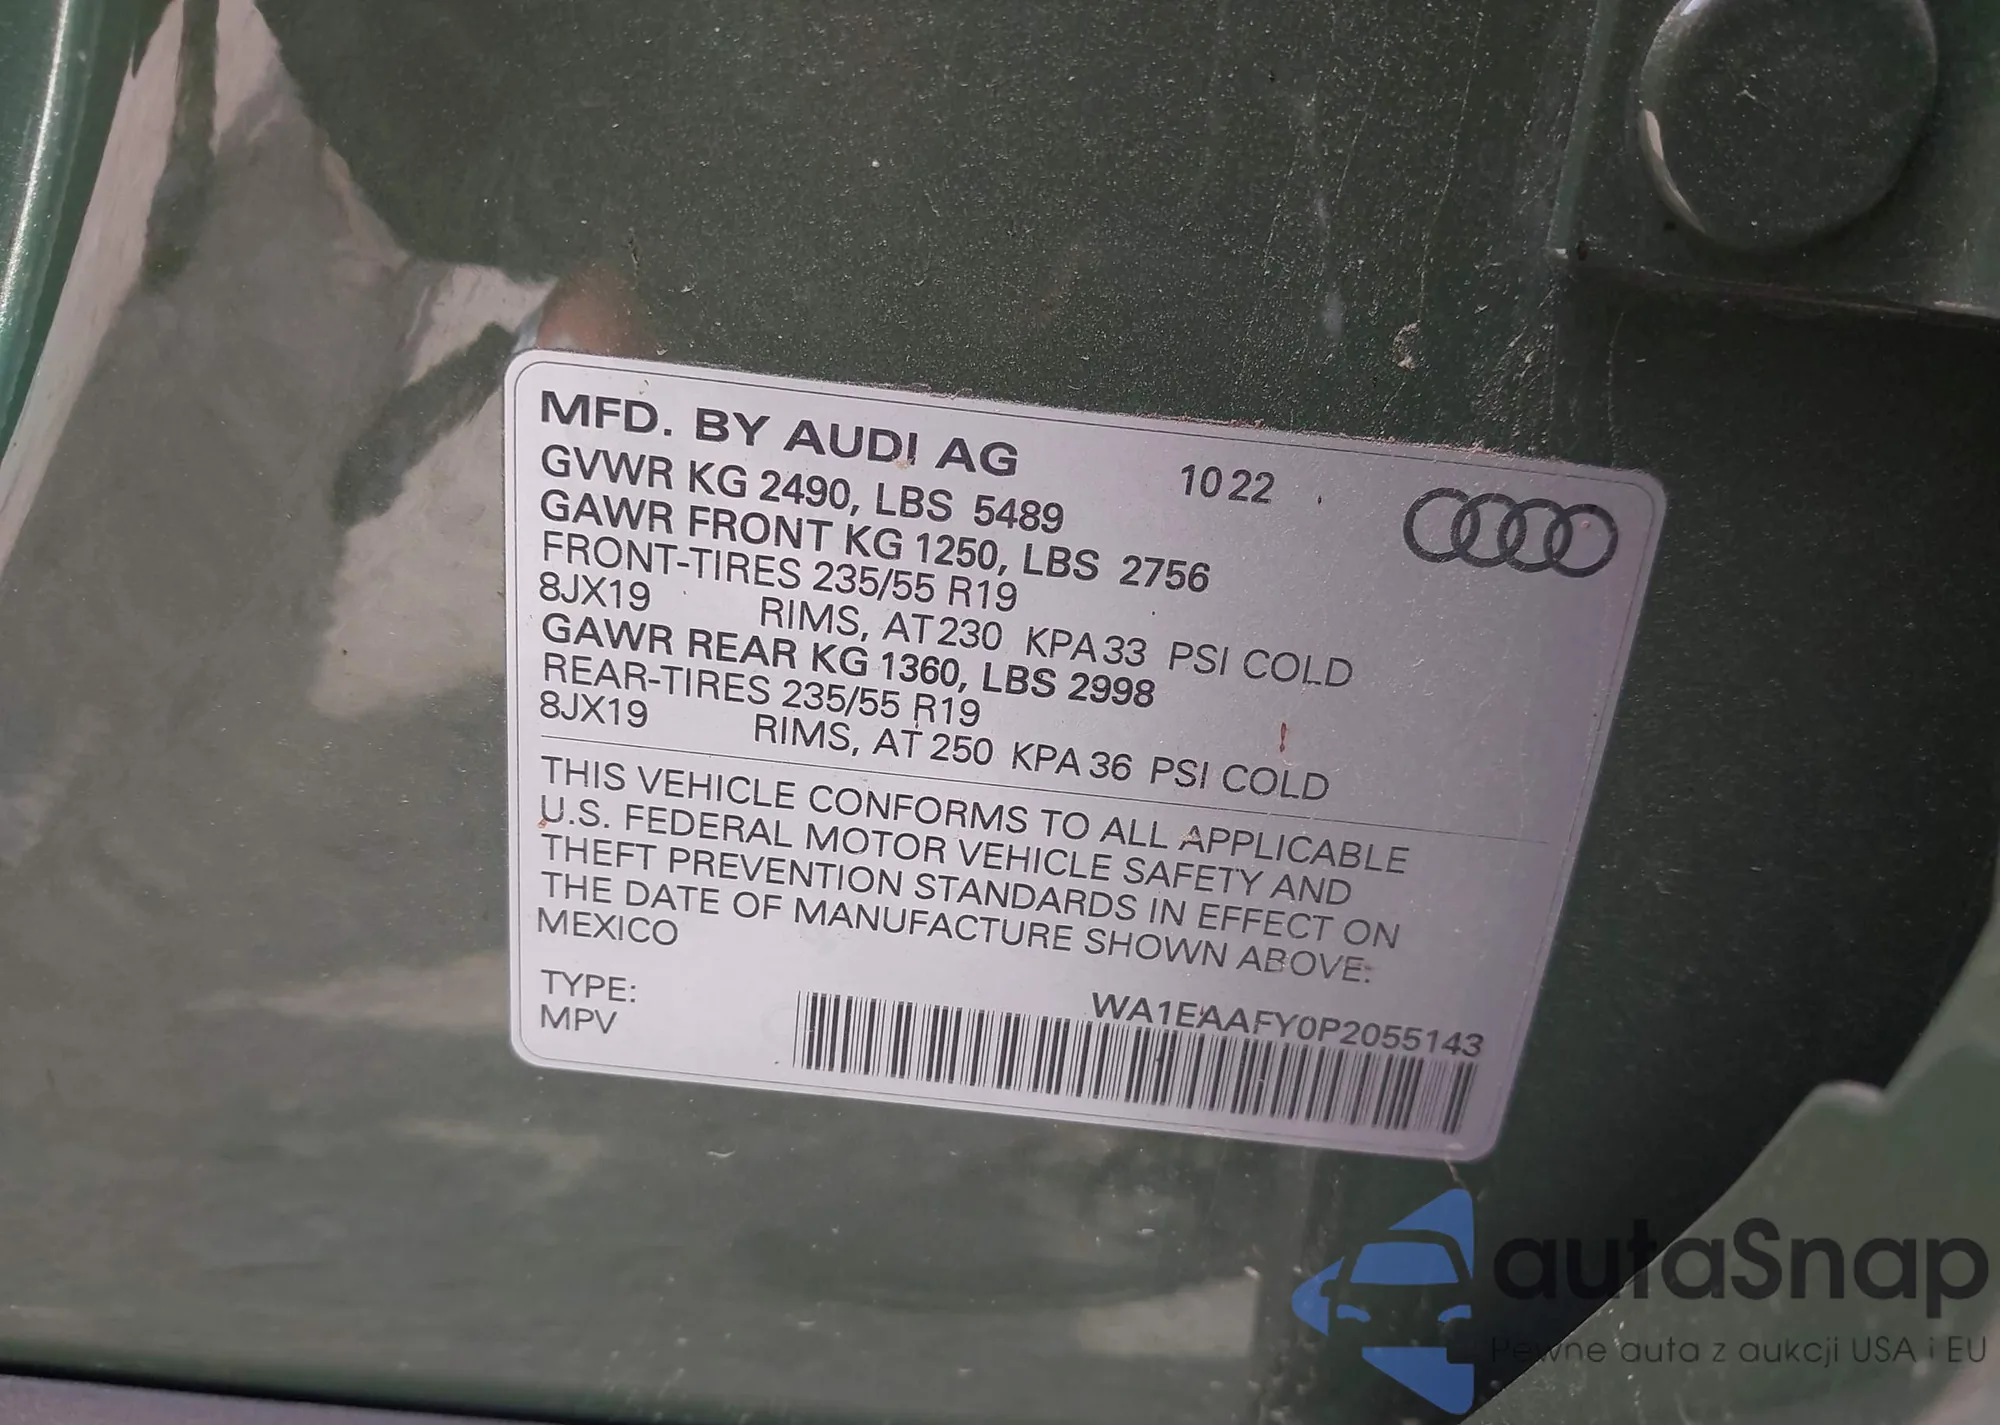 MFD. BY AUDI AG 10 22
GVWR KG 2490, LBS 5489
GAWR FRONT KG 1250, LBS 2756
FRONT-TIRES 235/55 R19
8JX19 RIMS, AT 230 KPA 33 PSI COLD
GAWR REAR KG 1360, LBS 2998
REAR-TIRES 235/55 R19
8JX19 RIMS, AT 250 KPA 36 PSI COLD
THIS VEHICLE CONFORMS TO ALL APPLICABLE
U.S. FEDERAL MOTOR VEHICLE SAFETY AND
THEFT PREVENTION STANDARDS IN EFFECT ON
THE DATE OF MANUFACTURE SHOWN ABOVE:
MEXICO
TYPE:
MPV
WA1EAAFY0P2055143
autaSnap
Pewne auta z aukcji USA i EU